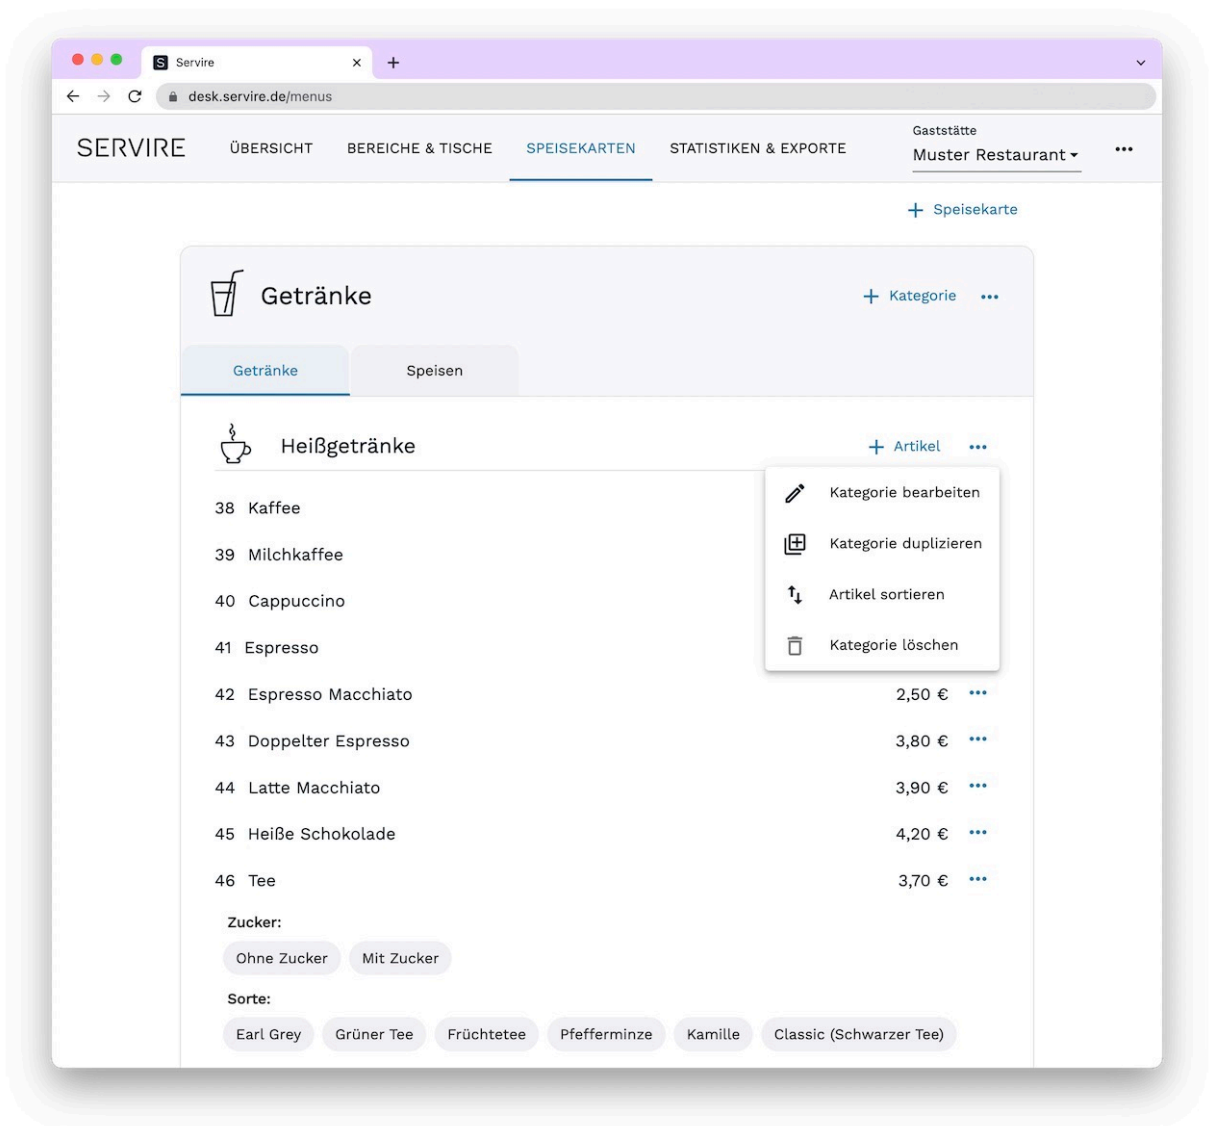 S Servire
desk.servire.de/menus
SERVIRE ÜBERSICHT BEREICHE & TISCHE SPEISEKARTEN STATISTIKEN & EXPORTE
Gaststätte
Muster Restaurant
+ Speisekarte
Getränke
+ Kategorie
Getränke Speisen
Heißgetränke
+ Artikel
Kategorie bearbeiten
Kategorie duplizieren
Artikel sortieren
Kategorie löschen
38 Kaffee
39 Milchkaffee
40 Cappuccino
41 Espresso
42 Espresso Macchiato 2,50 €
43 Doppelter Espresso 3,80 €
44 Latte Macchiato 3,90 €
45 Heiße Schokolade 4,20 €
46 Tee 3,70 €
Zucker:
Ohne Zucker Mit Zucker
Sorte:
Earl Grey Grüner Tee Früchtetee Pfefferminze Kamille Classic (Schwarzer Tee)